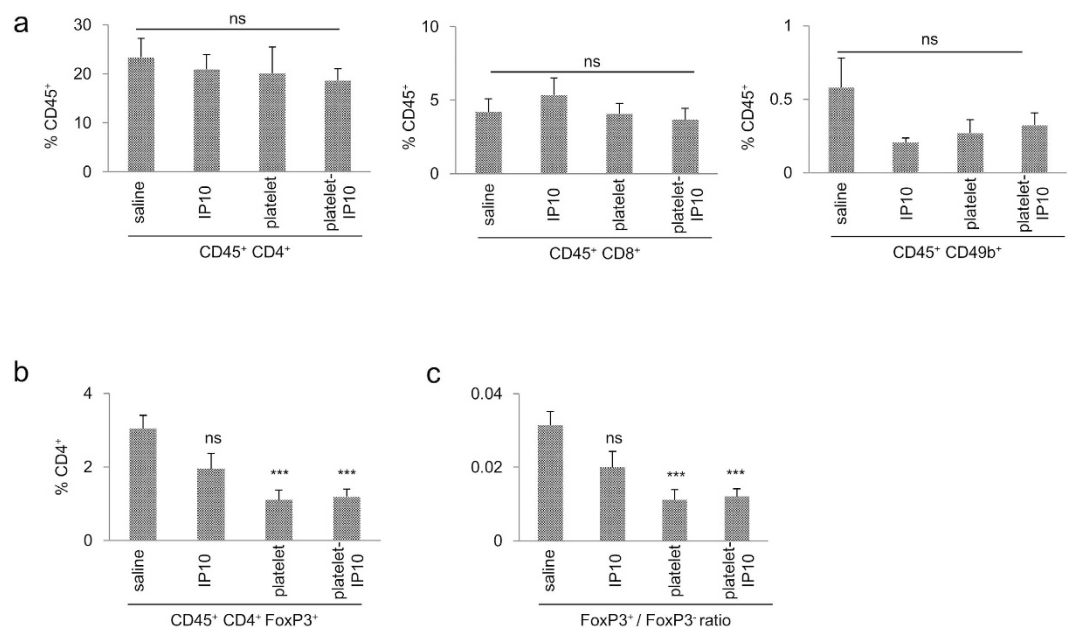 a
ns
30
20
10
0
% CD45⁺
saline
IP10
platelet
platelet-
IP10
CD45⁺ CD4⁺
ns
10
5
0
% CD45⁺
saline
IP10
platelet
platelet-
IP10
CD45⁺ CD8⁺
ns
1
0.5
0
% CD45⁺
saline
IP10
platelet
platelet-
IP10
CD45⁺ CD49b⁺
b
4
2
0
% CD4⁺
ns
***
***
saline
IP10
platelet
platelet-
IP10
CD45⁺ CD4⁺ FoxP3⁺
c
0.04
0.02
0
ns
***
***
saline
IP10
platelet
platelet-
IP10
FoxP3⁺ / FoxP3⁻ ratio